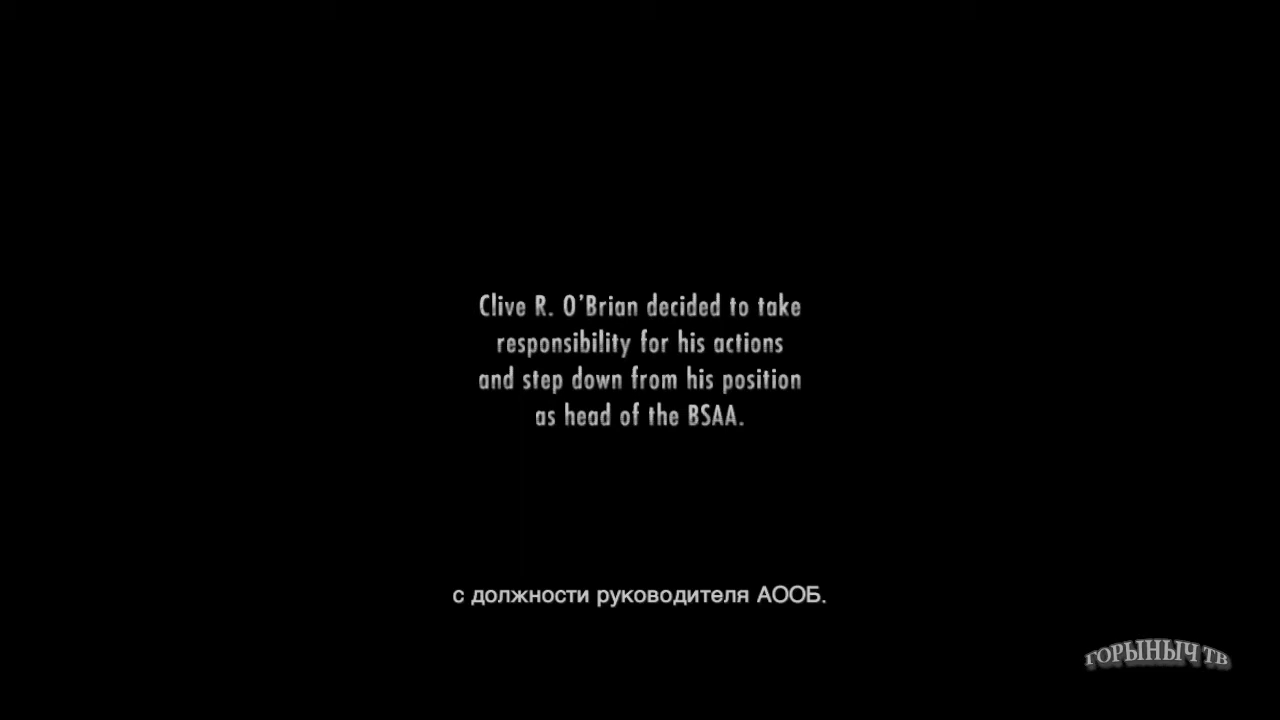 Clive R. O'Brian decided to take
responsibility for his actions
and step down from his position
as head of the BSAA.
с должности руководителя АООБ.
ГОРЫНЫЧ ТВ